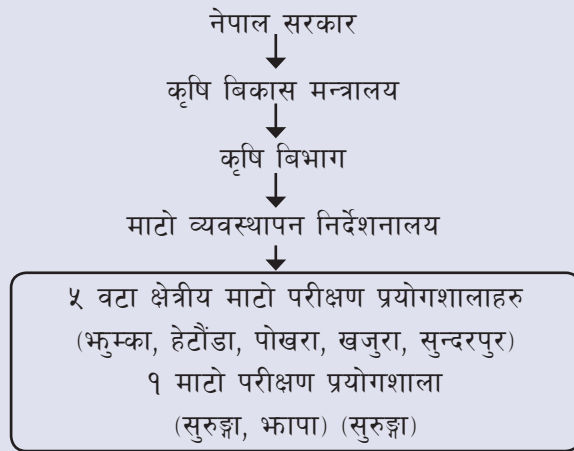 नेपाल सरकार
कृषि बिकास मन्त्रालय
कृषि बिभाग
माटो व्यवस्थापन निर्देशनालय
५ वटा क्षेत्रीय माटो परीक्षण प्रयोगशालाहरु
(झुम्का, हेटौंडा, पोखरा, खजुरा, सुन्दरपुर)
१ माटो परीक्षण प्रयोगशाला
(सुरुङ्गा, झापा) (सुरुङ्गा)